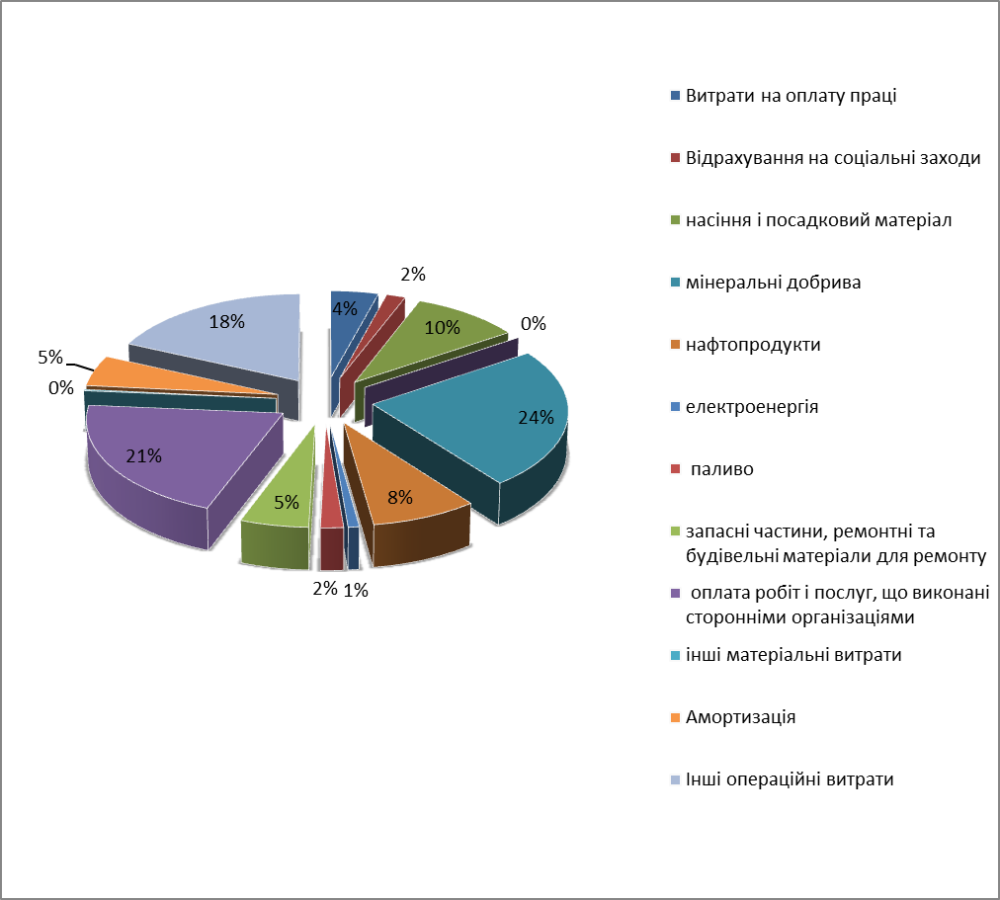 4%
2%
10%
0%
24%
8%
1%
2%
5%
21%
0%
5%
18%
Витрати на оплату праці
Відрахування на соціальні заходи
насіння і посадковий матеріал
мінеральні добрива
нафтопродукти
електроенергія
паливо
запасні частини, ремонтні та
будівельні матеріали для ремонту
оплата робіт і послуг, що виконані
сторонніми організаціями
інші матеріальні витрати
Амортизація
Інші операційні витрати